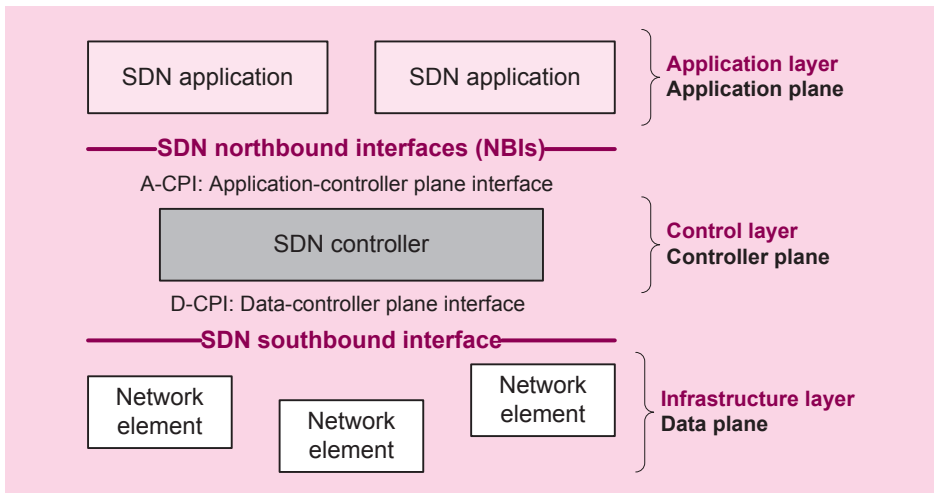 SDN application
SDN application
Application layer
Application plane
SDN northbound interfaces (NBIs)
A-CPI: Application-controller plane interface
SDN controller
Control layer
Controller plane
D-CPI: Data-controller plane interface
SDN southbound interface
Network
element
Network
element
Network
element
Infrastructure layer
Data plane